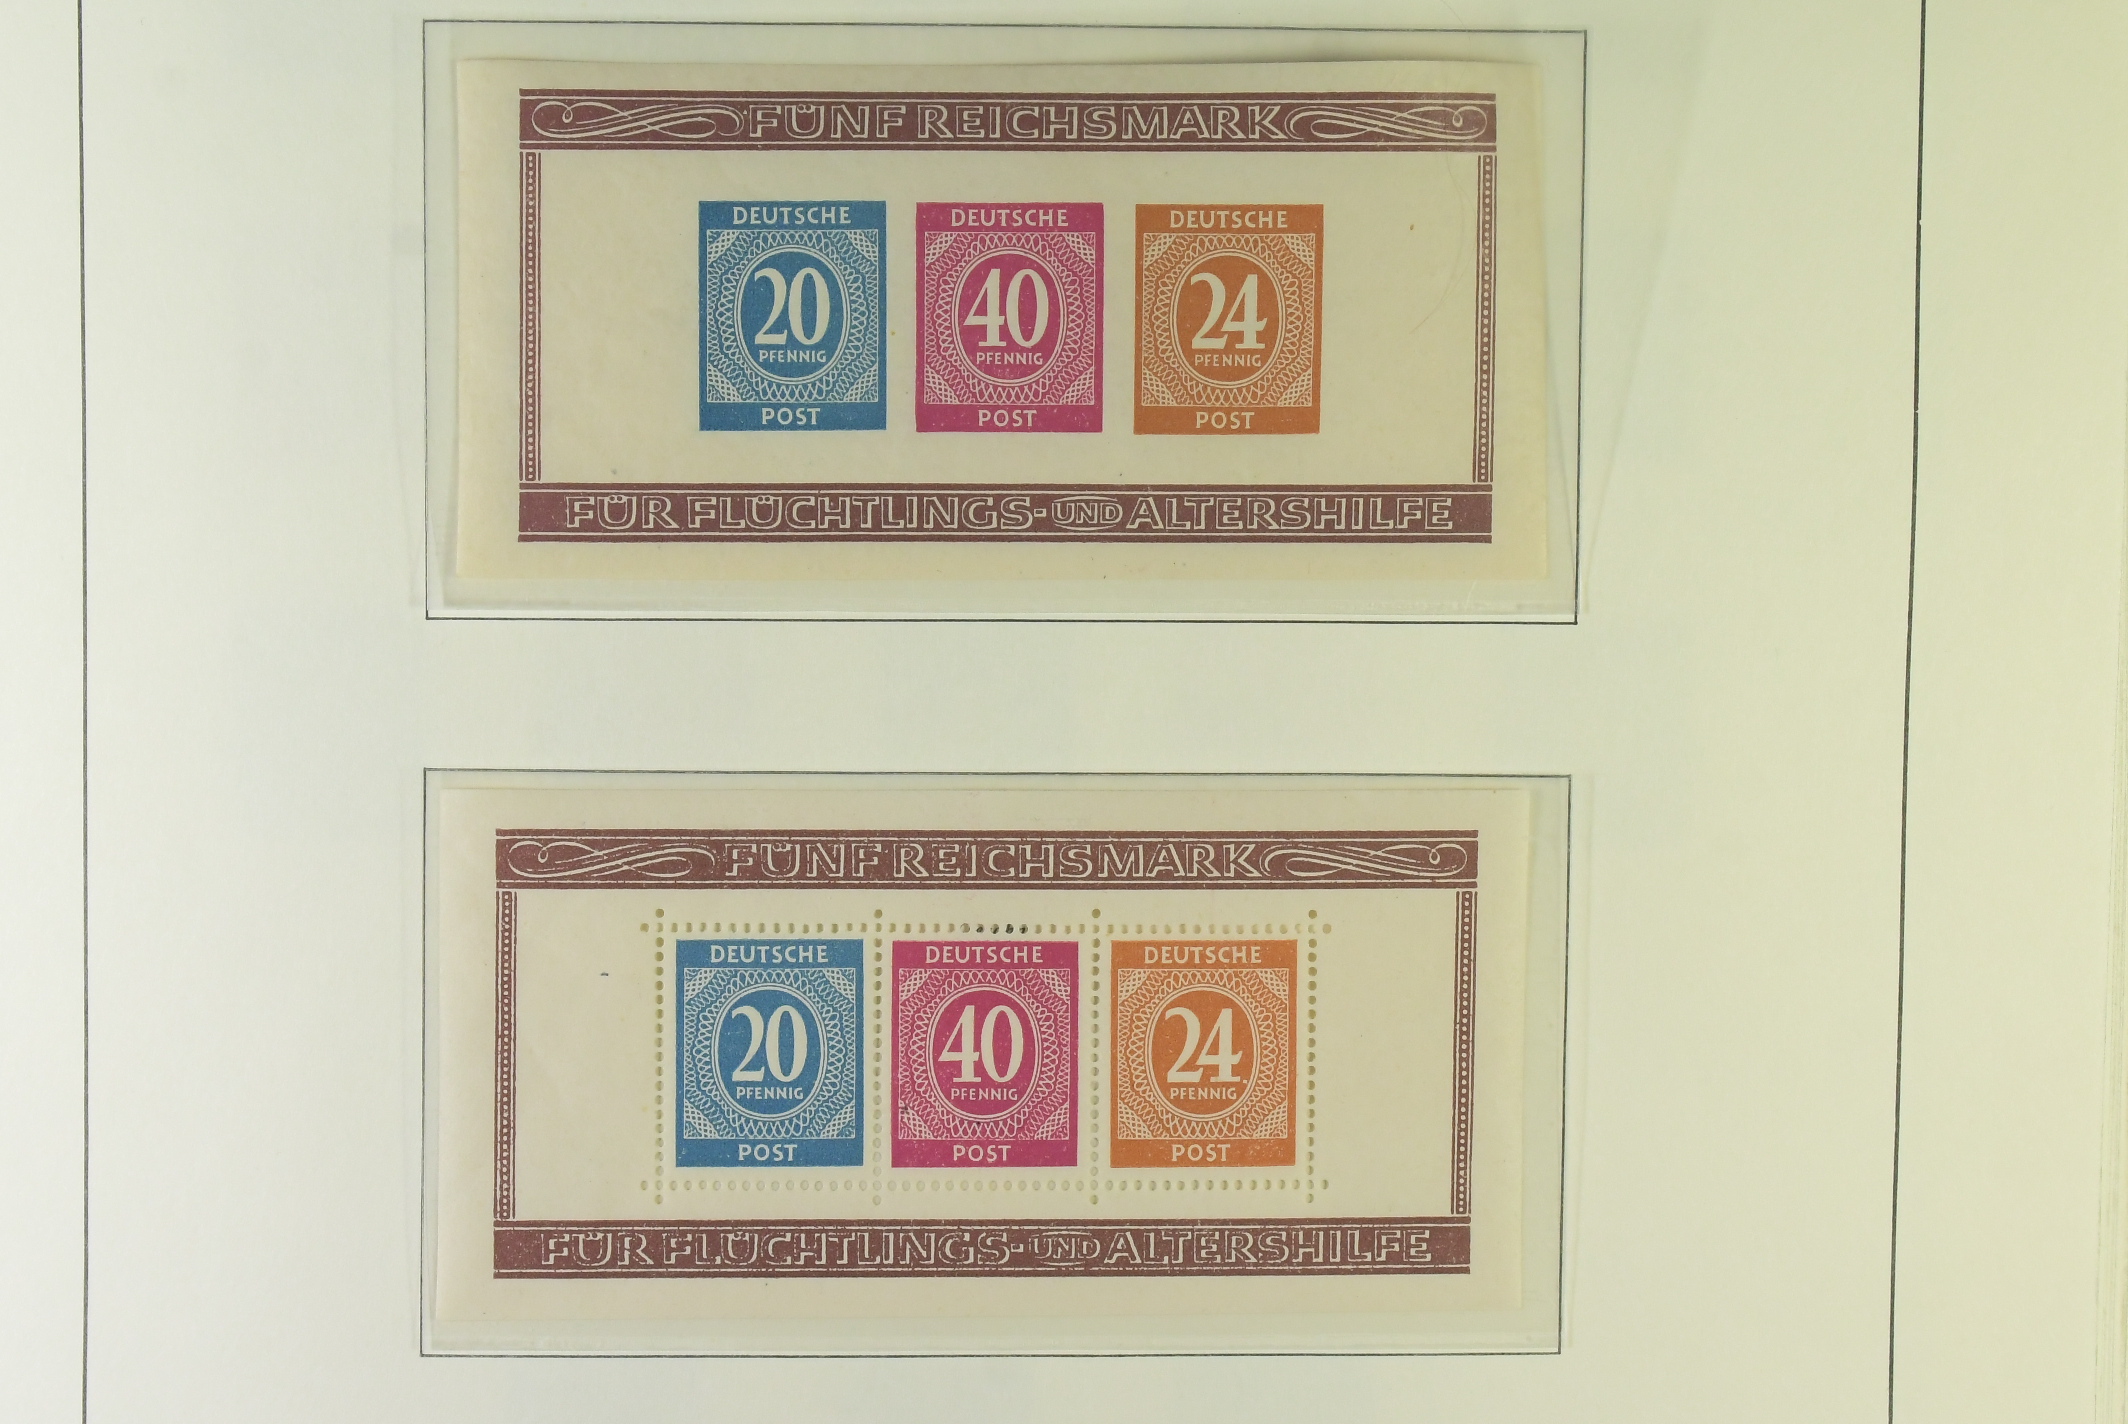 FÜNF REICHSMARK
DEUTSCHE
20
PFENNIG
POST
DEUTSCHE
40
PFENNIG
POST
DEUTSCHE
24
PFENNIG
POST
FÜR FLÜCHTLINGS- UND ALTERSHILFE
FÜNF REICHSMARK
DEUTSCHE
20
PFENNIG
POST
DEUTSCHE
40
PFENNIG
POST
DEUTSCHE
24
PFENNIG
POST
FÜR FLÜCHTLINGS- UND ALTERSHILFE